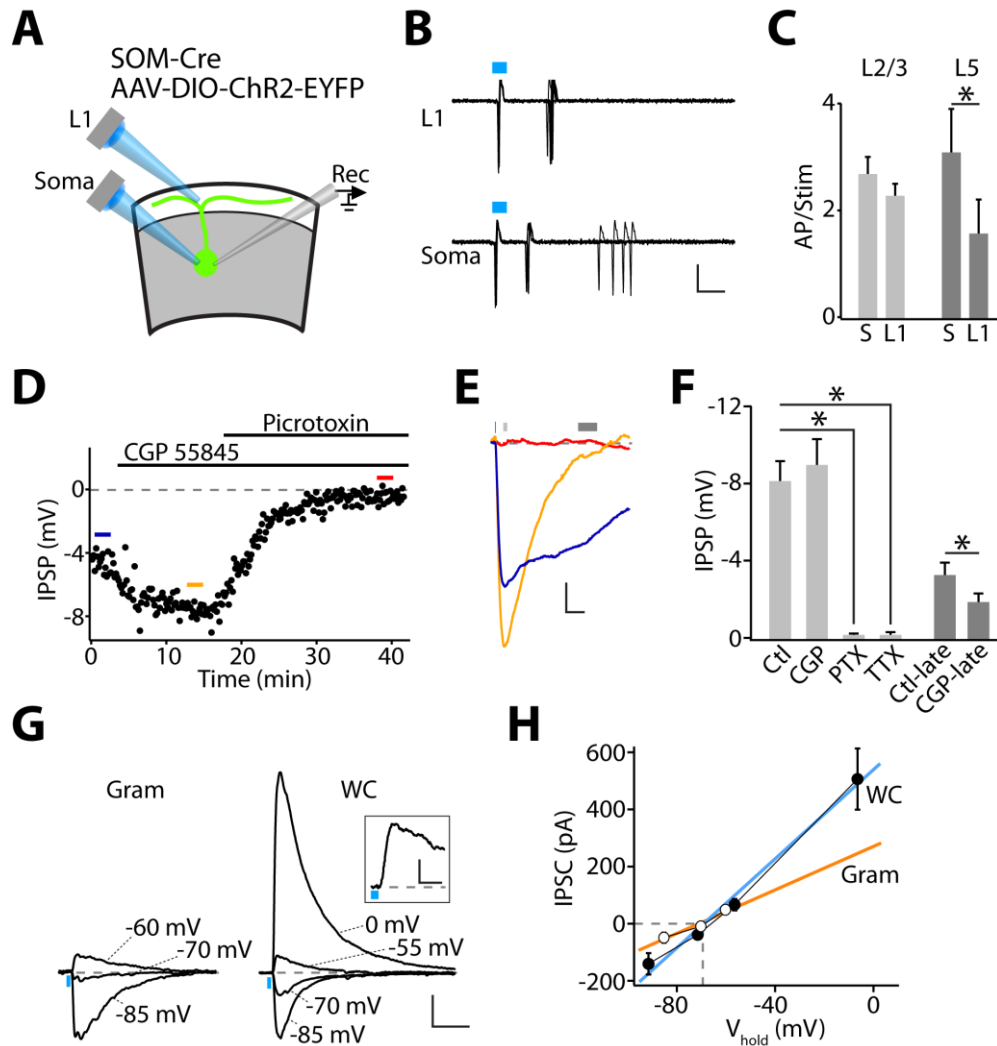 A
SOM-Cre
AAV-DIO-ChR2-EYFP
L1
Soma
Rec
B
L1
Soma
C
L2/3 L5
*
4
2
0
AP/Stim
S L1 S L1
D
Picrotoxin
CGP 55845
0
-4
-8
IPSP (mV)
0 10 20 30 40
Time (min)
E
F
-12
-8
-4
0
IPSP (mV)
*
*
*
Ctl
CGP
PTX
TTX
Ctl-late
CGP-late
G
Gram
-60 mV
-70 mV
-85 mV
WC
0 mV
-55 mV
-70 mV
-85 mV
H
600
400
200
0
-200
IPSC (pA)
WC
Gram
-80 -40 0
Vhold (mV)